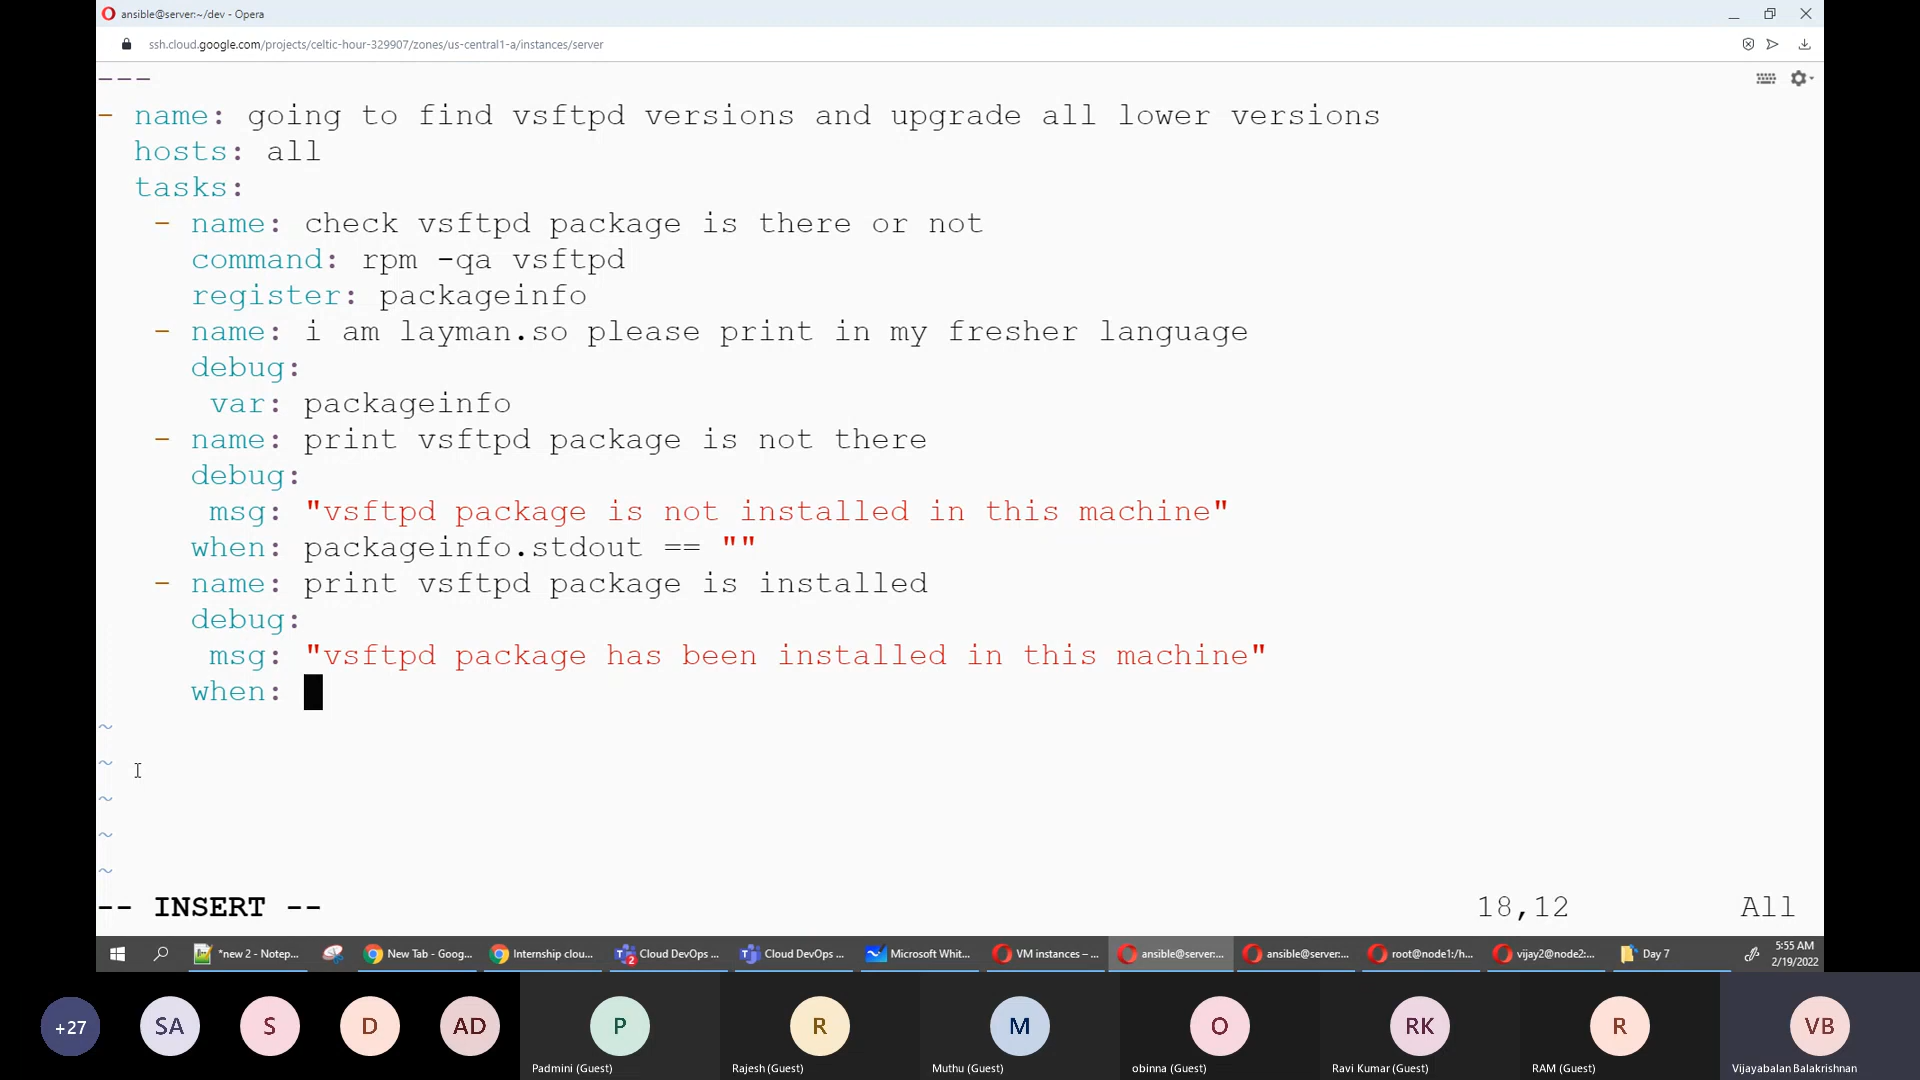 ansible@server:~/dev - Opera
ssh.cloud.google.com/projects/celtic-hour-329907/zones/us-central1-a/instances/server
---
- name: going to find vsftpd versions and upgrade all lower versions
  hosts: all
  tasks:
   - name: check vsftpd package is there or not
     command: rpm -qa vsftpd
     register: packageinfo
   - name: i am layman.so please print in my fresher language
     debug:
      var: packageinfo
   - name: print vsftpd package is not there
     debug:
      msg: "vsftpd package is not installed in this machine"
     when: packageinfo.stdout == ""
   - name: print vsftpd package is installed
     debug:
      msg: "vsftpd package has been installed in this machine"
     when:
~
~
~
~
~
-- INSERT -- 18,12 All
*new 2 - Notep... New Tab - Goog... Internship clou... 2 Cloud DevOps ... Cloud DevOps ... Microsoft Whit... VM instances – ... ansible@server:... ansible@server:... root@node1:/h... vijay2@node2:... Day 7 5:55 AM
2/19/2022
+27 SA S D AD P R M O RK R VB
Padmini (Guest) Rajesh (Guest) Muthu (Guest) obinna (Guest) Ravi Kumar (Guest) RAM (Guest) Vijayabalan Balakrishnan